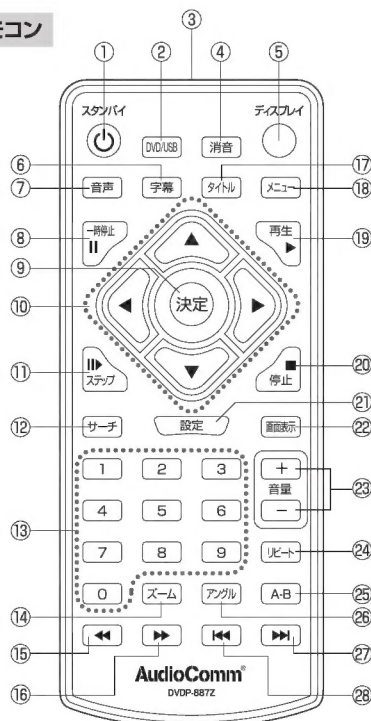 モコン
③
① ② ④ ⑤
スタンバイ ディスプレイ
DVD/USB 消音
⑥ ⑰
⑦ 音声 字幕 タイトル メニュー ⑱
⑧ 一時停止 再生 ⑲
⑨ 決定
⑩
⑪ ステップ 停止 ⑳
㉑
⑫ サーチ 設定 画面表示 ㉒
1 2 3 +
音量 ㉓
⑬ 4 5 6 −
7 8 9 リピート ㉔
0 ズーム アングル A-B ㉕
⑭ ㉖
⑮ ㉗
⑯ AudioComm® ㉘
DVDP-887Z